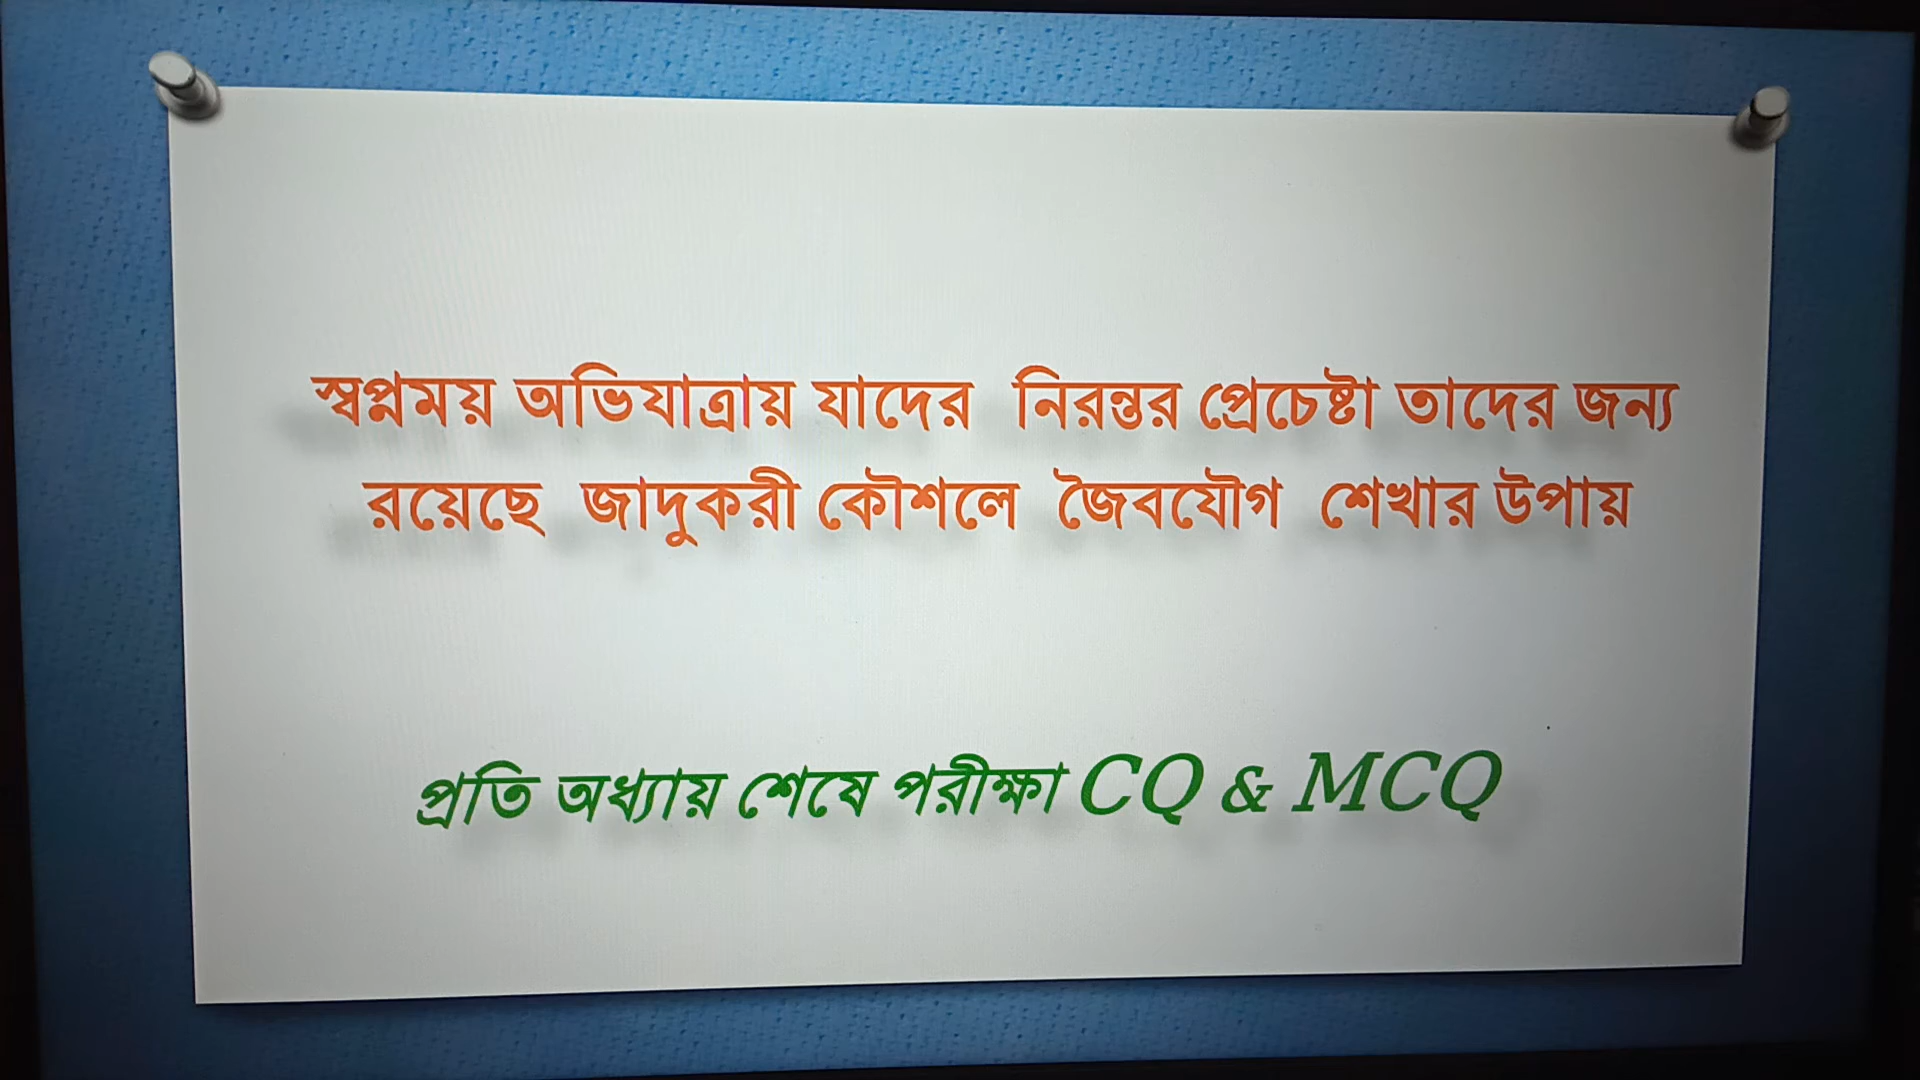 স্বপ্নময় অভিযাত্রায় যাদের নিরন্তর প্রেচেষ্টা তাদের জন্য
রয়েছে জাদুকরী কৌশলে জৈবযৌগ শেখার উপায়
প্রতি অধ্যায় শেষে পরীক্ষা CQ & MCQ